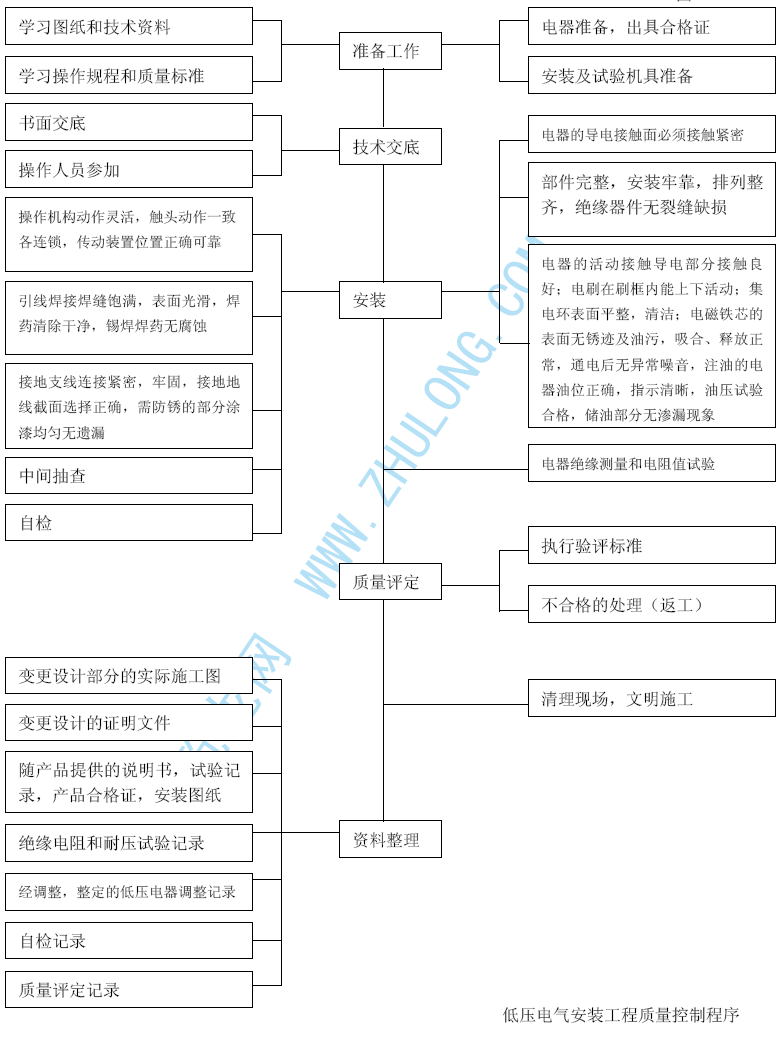 学习图纸和技术资料
学习操作规程和质量标准
准备工作
电器准备，出具合格证
安装及试验机具准备
书面交底
操作人员参加
技术交底
操作机构动作灵活，触头动作一致
各连锁，传动装置位置正确可靠
引线焊接焊缝饱满，表面光滑，焊
药清除干净，锡焊焊药无腐蚀
接地支线连接紧密，牢固，接地地
线截面选择正确，需防锈的部分涂
漆均匀无遗漏
中间抽查
自检
安装
电器的导电接触面必须接触紧密
部件完整，安装牢靠，排列整
齐，绝缘器件无裂缝缺损
电器的活动接触导电部分接触良
好；电刷在刷框内能上下活动；集
电环表面平整，清洁；电磁铁芯的
表面无锈迹及油污，吸合、释放正
常，通电后无异常噪音，注油的电
器油位正确，指示清晰，油压试验
合格，储油部分无渗漏现象
电器绝缘测量和电阻值试验
质量评定
执行验评标准
不合格的处理（返工）
清理现场，文明施工
变更设计部分的实际施工图
变更设计的证明文件
随产品提供的说明书，试验记
录，产品合格证，安装图纸
绝缘电阻和耐压试验记录
经调整，整定的低压电器调整记录
自检记录
质量评定记录
资料整理
低压电气安装工程质量控制程序
WWW.ZHULONG.COM
网